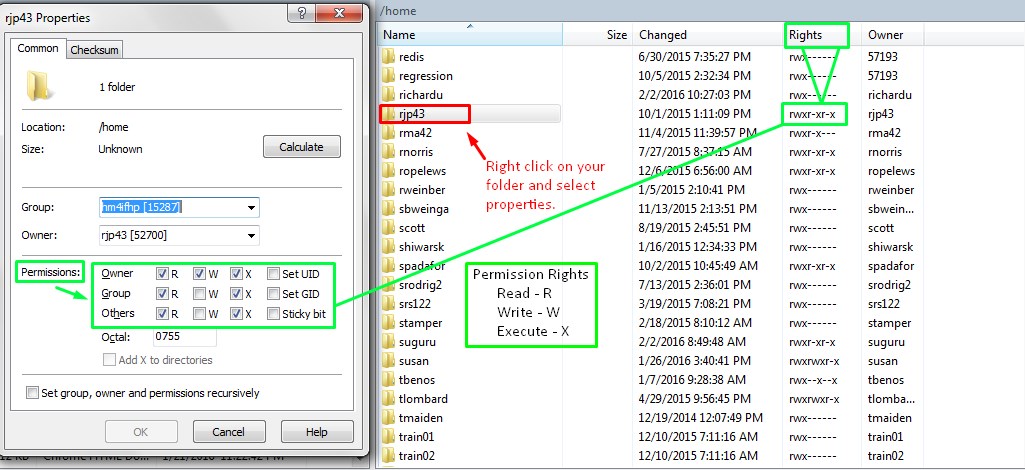 rjp43 Properties
Common Checksum
1 folder
Location: /home
Size: Unknown Calculate
Group: hm4ifhp [15287]
Owner: rjp43 [52700]
Permissions: Owner R W X Set UID
Group R W X Set GID
Others R W X Sticky bit
Octal: 0755
Add X to directories
Set group, owner and permissions recursively
OK Cancel Help
/home
Name Size Changed Rights Owner
redis 6/30/2015 7:35:27 PM rwx------ 57193
regression 10/5/2015 2:32:34 PM rwx------ 57193
richardu 2/2/2016 10:27:03 PM rwx------ richardu
rjp43 10/1/2015 1:11:09 PM rwxr-xr-x rjp43
rma42 11/4/2015 11:39:57 PM rwxr-x--- rma42
rnorris 7/27/2015 8:37:15 AM rwxr-xr-x rnorris
ropelews 12/6/2015 6:56:00 AM rwxr-xr-x ropelews
rweinber 1/5/2015 2:10:41 PM rwx------ rweinber
sbweinga 11/13/2015 2:13:51 PM rwxr-xr-x sbwein...
scott 8/19/2015 2:45:51 PM rwxr-xr-x scott
shiwarsk 1/16/2015 12:34:33 PM rwxr-xr-x shiwarsk
spadafor 10/2/2015 10:45:49 AM rwxr-xr-x spadafor
srodrig2 7/13/2015 2:36:01 PM rwx------ srodrig2
srs122 3/19/2015 7:08:21 PM rwxr-xr-x srs122
stamper 2/18/2015 8:10:12 AM rwx------ stamper
suguru 2/2/2016 8:49:48 AM rwxr-xr-x suguru
susan 1/26/2016 3:40:41 PM rwxrwxr-x susan
tbenos 1/7/2016 9:28:38 AM rwx--x--x tbenos
tlombard 4/29/2015 9:56:45 PM rwxrwxr-x tlombar...
tmaiden 12/19/2014 12:07:49 PM rwx------ tmaiden
train01 12/10/2015 7:11:16 AM rwx------ train01
train02 12/10/2015 7:11:16 AM rwx------ train02
Right click on your
folder and select
properties.
Permission Rights
Read - R
Write - W
Execute - X